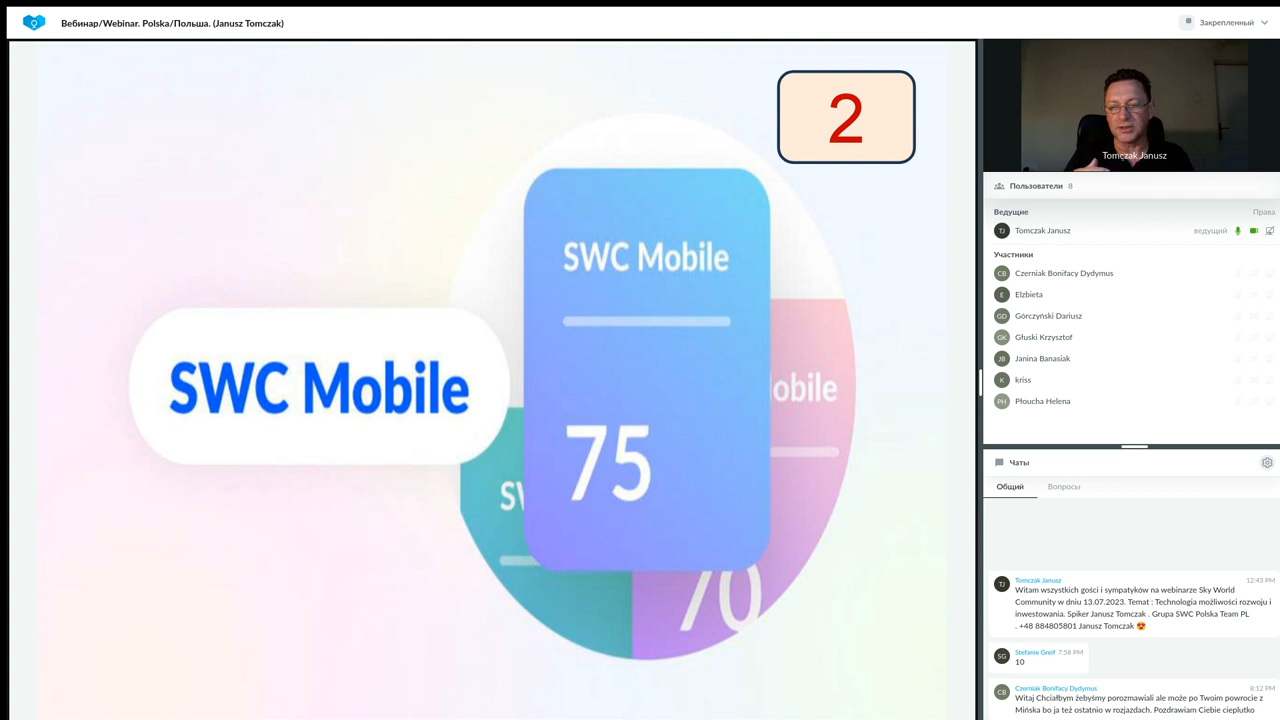 Вебинар/Webinar. Polska/Польша. (Janusz Tomczak)
Закрепленный
2
SWC Mobile
SWC Mobile
obile
75
SV
70
Tomczak Janusz
Пользователи 8
Ведущие Права
TJ Tomczak Janusz ведущий
Участники
CB Czerniak Bonifacy Dydymus
E Elzbieta
GD Górczyński Dariusz
GK Głuski Krzysztof
JB Janina Banasiak
K kriss
PH Płoucha Helena
Чаты
Общий Вопросы
TJ Tomczak Janusz 12:43 PM
Witam wszystkich gości i sympatyków na webinarze Sky World
Community w dniu 13.07.2023. Temat : Technologia możliwości rozwoju i
inwestowania. Spiker Janusz Tomczak . Grupa SWC Polska Team PL
. +48 884805801 Janusz Tomczak 😍
SG Stefanie Greif 7:58 PM
10
CB Czerniak Bonifacy Dydymus 8:12 PM
Witaj Chciałbym żebyśmy porozmawiali ale może po Twoim powrocie z
Mińska bo ja też ostatnio w rozjazdach. Pozdrawiam Ciebie cieplutko